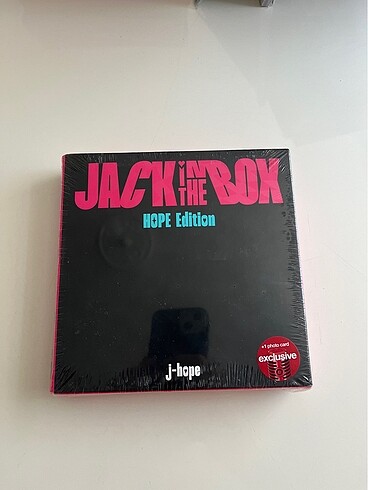 JACK IN THE BOX
HOPE Edition
+1 photo card
exclusive
j-hope